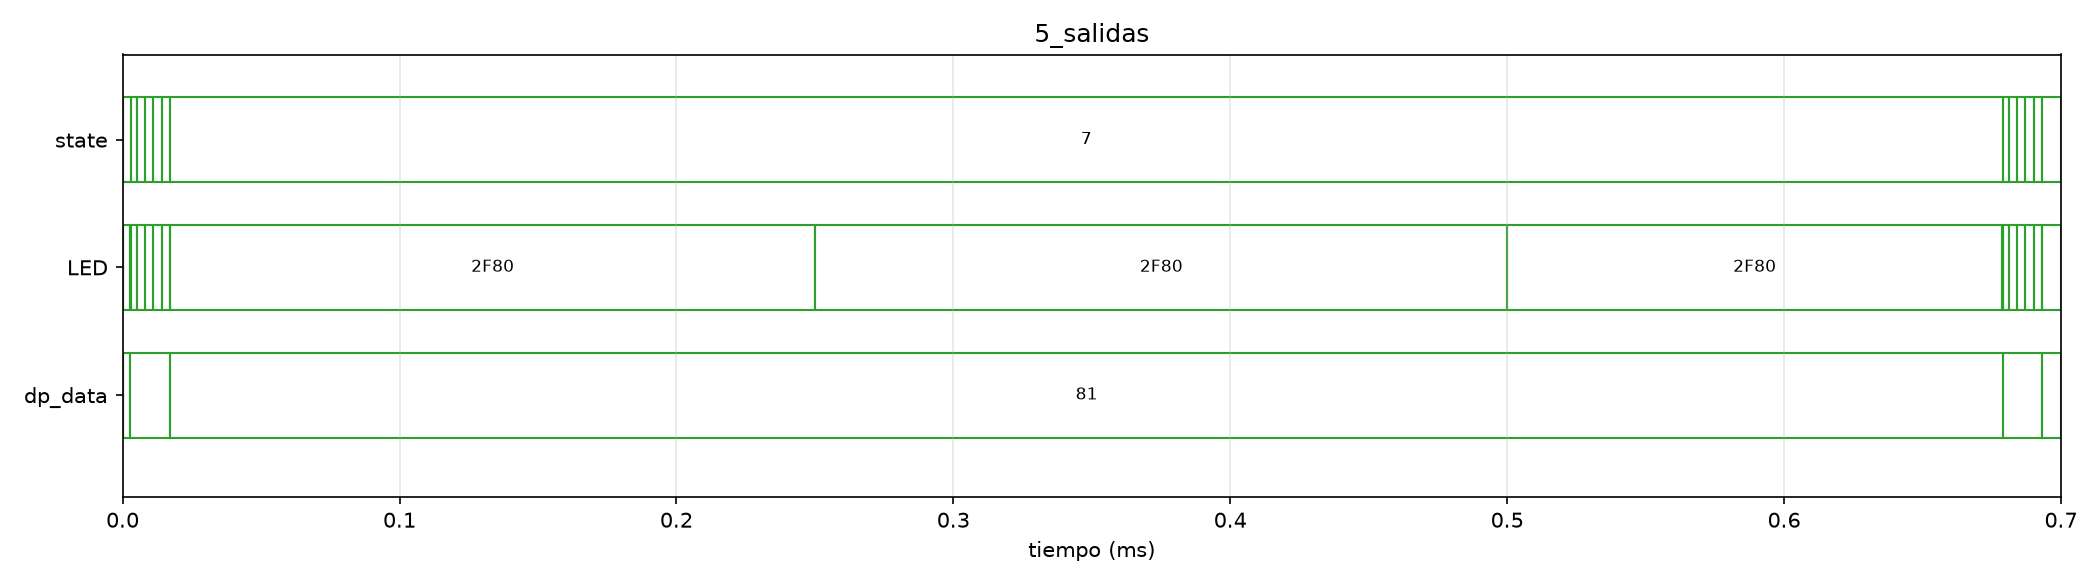 5_salidas
state
7
LED
2F80 2F80 2F80
dp_data
81
0.0 0.1 0.2 0.3 0.4 0.5 0.6 0.7
tiempo (ms)